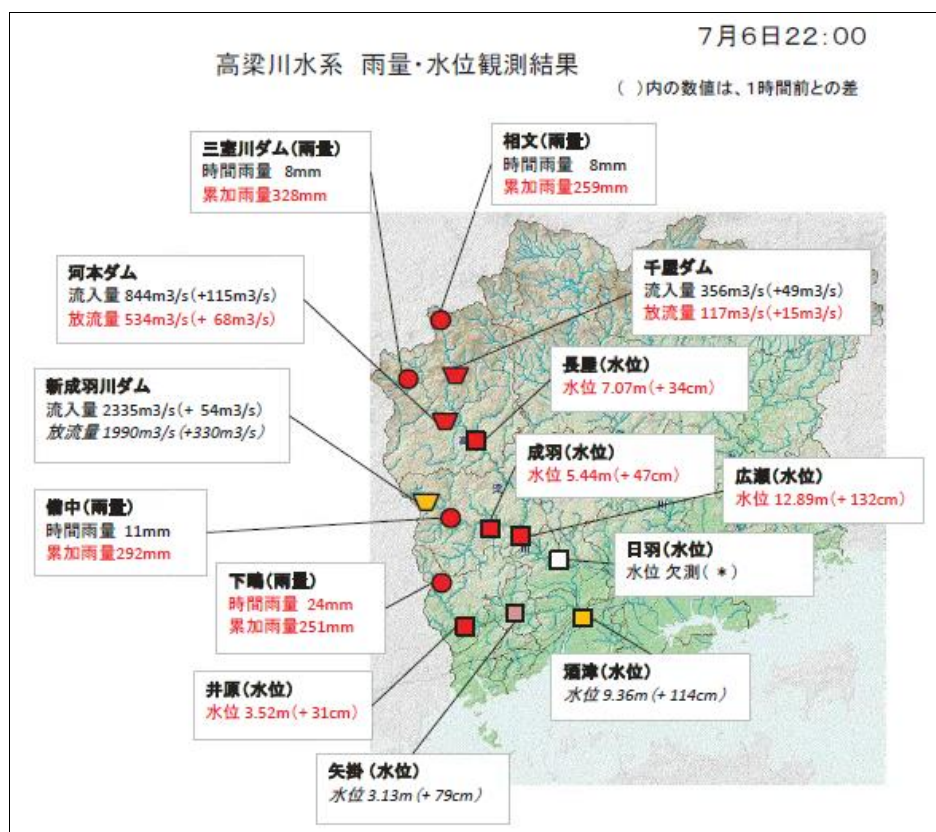 7月6日22:00
高梁川水系 雨量・水位観測結果
( )内の数値は、1時間前との差
三室川ダム(雨量)
時間雨量 8mm
累加雨量328mm
相文(雨量)
時間雨量 8mm
累加雨量259mm
河本ダム
流入量 844m3/s(+115m3/s)
放流量 534m3/s(+ 68m3/s)
千屋ダム
流入量 356m3/s(+49m3/s)
放流量 117m3/s(+15m3/s)
新成羽川ダム
流入量 2335m3/s(+ 54m3/s)
放流量 1990m3/s(+330m3/s)
長屋(水位)
水位 7.07m(+ 34cm)
成羽(水位)
水位 5.44m(+ 47cm)
広瀬(水位)
水位 12.89m(+ 132cm)
備中(雨量)
時間雨量 11mm
累加雨量292mm
日羽(水位)
水位 欠測( * )
下鴫(雨量)
時間雨量 24mm
累加雨量251mm
井原(水位)
水位 3.52m(+ 31cm)
酒津(水位)
水位 9.36m(+ 114cm)
矢掛(水位)
水位 3.13m(+ 79cm)